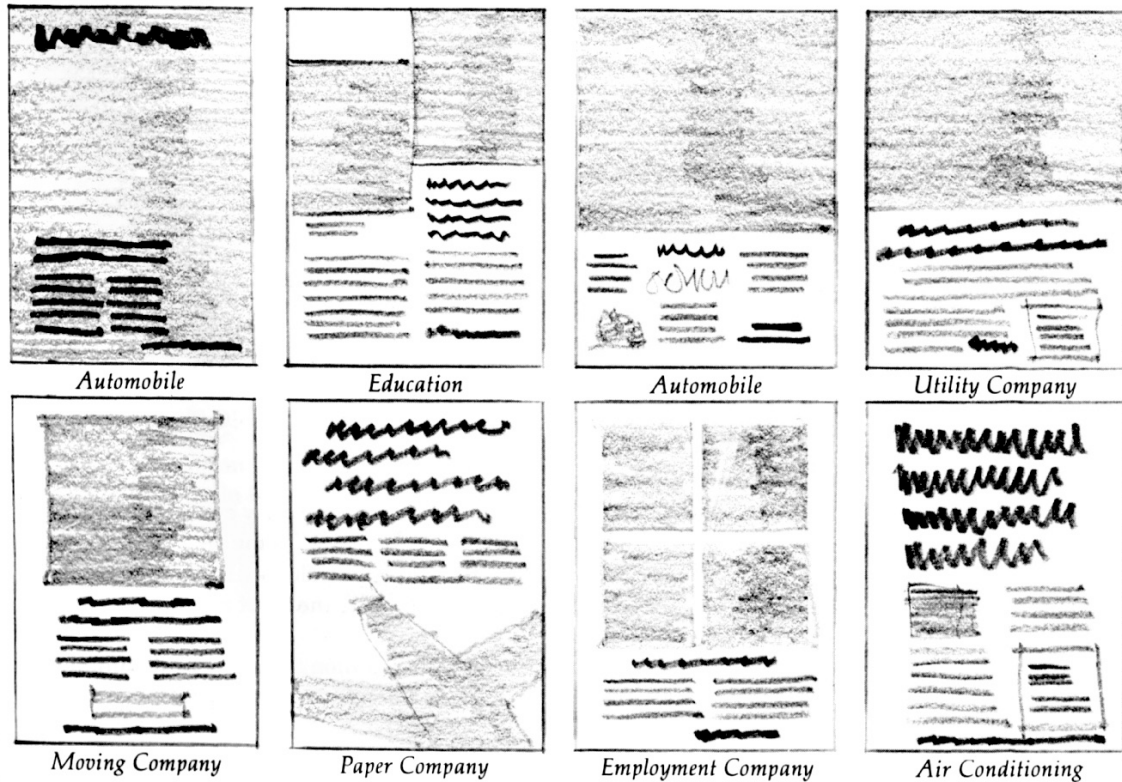 Automobile
Education
Automobile
Utility Company
Moving Company
Paper Company
Employment Company
Air Conditioning